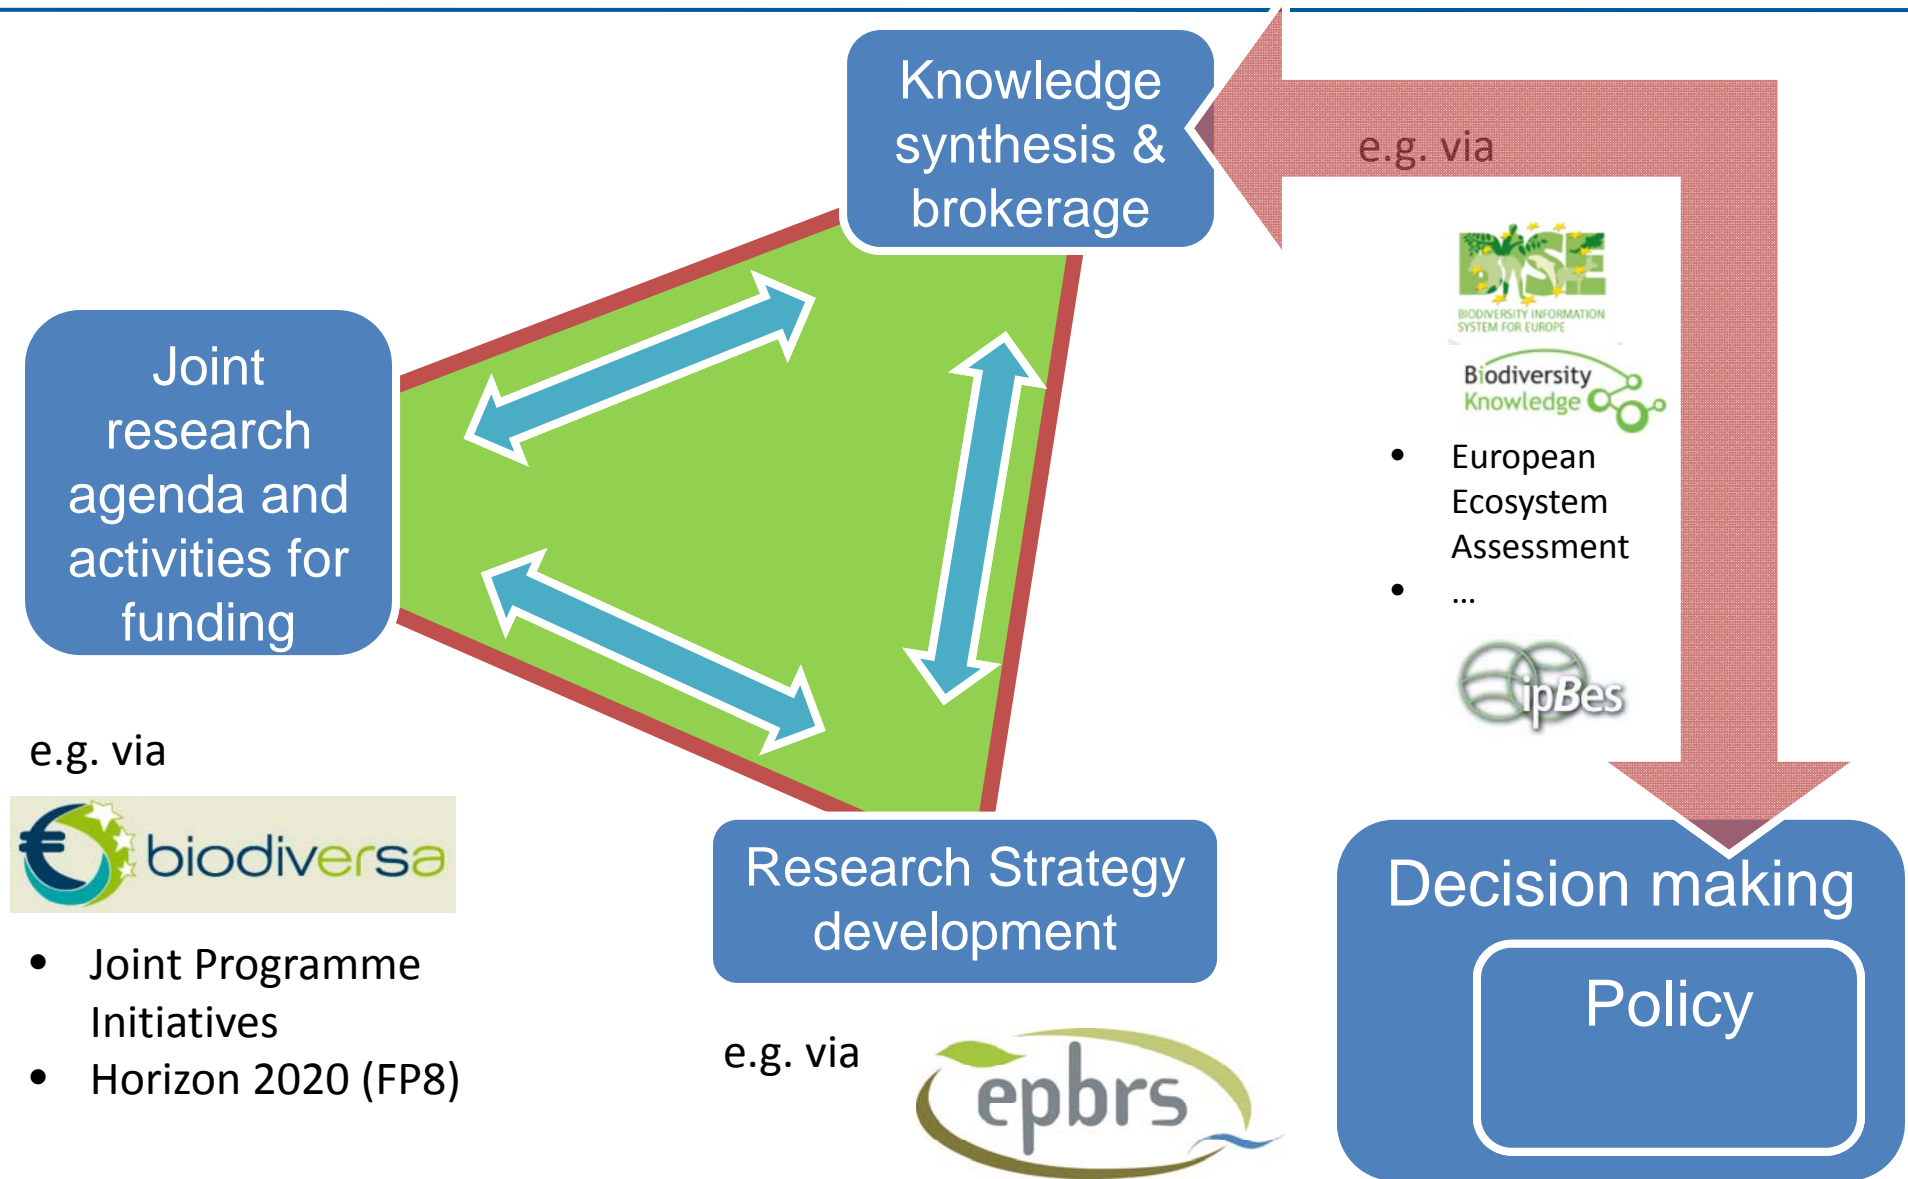 Knowledge
synthesis &
brokerage
e.g. via
BISE
BIODIVERSITY INFORMATION
SYSTEM FOR EUROPE
Biodiversity
Knowledge
• European
Ecosystem
Assessment
• ...
ipBes
Joint
research
agenda and
activities for
funding
e.g. via
€ biodiversa
• Joint Programme
Initiatives
• Horizon 2020 (FP8)
Research Strategy
development
e.g. via
epbrs
Decision making
Policy